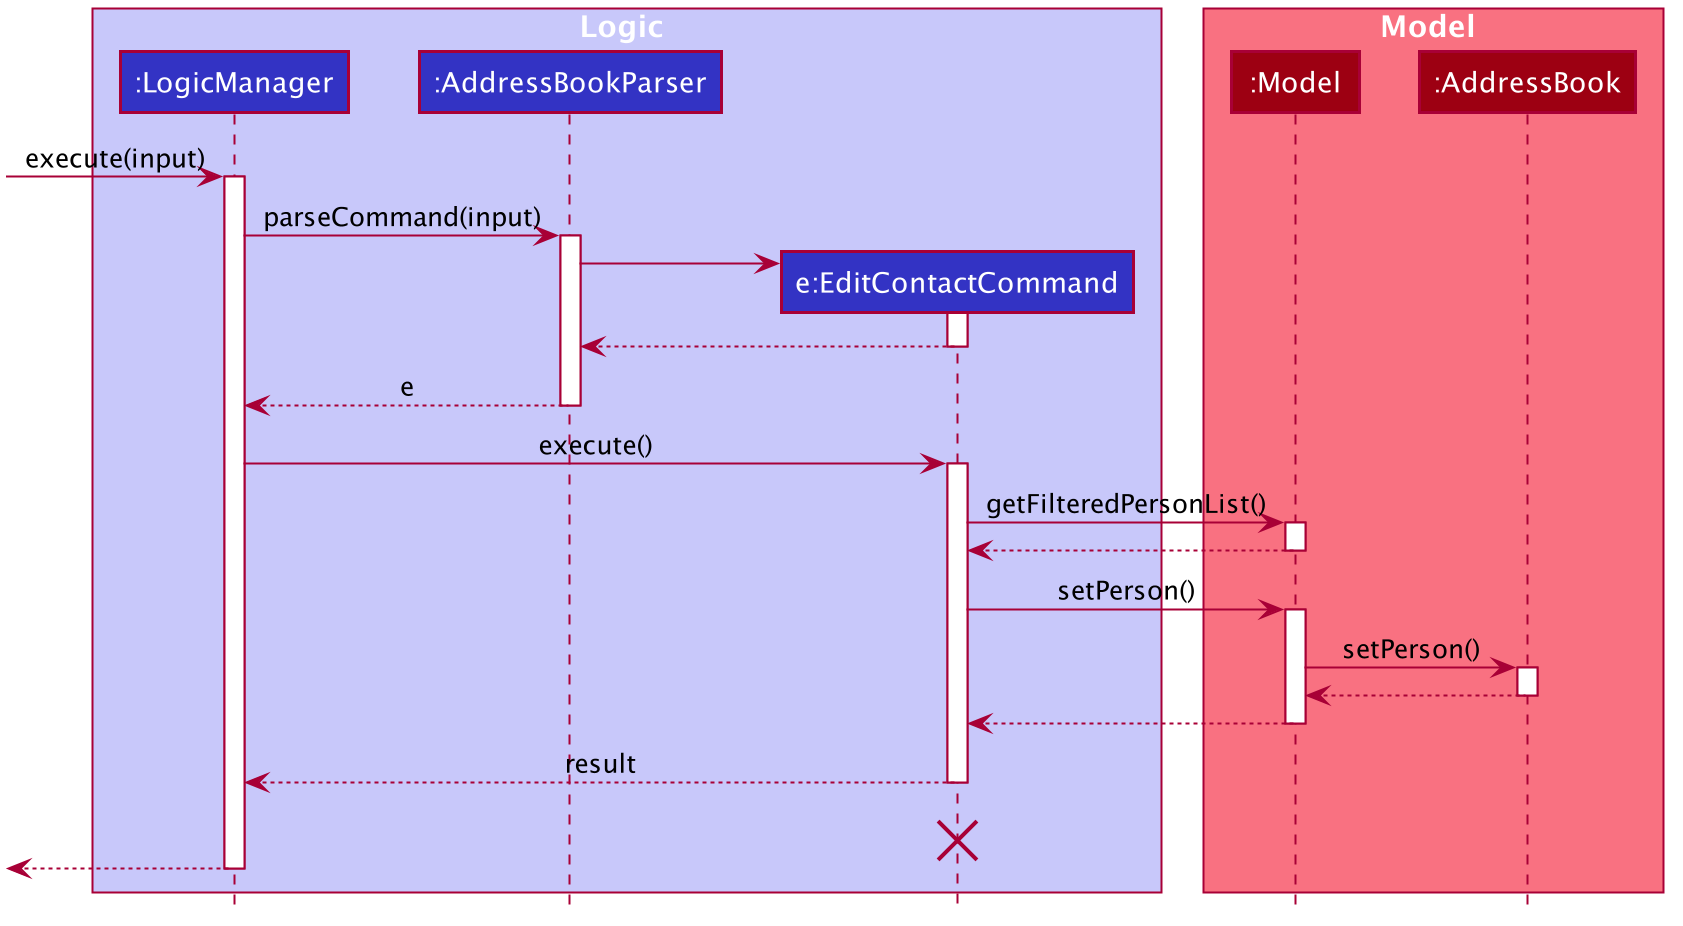 Logic
Model
:LogicManager
:AddressBookParser
:Model
:AddressBook
execute(input)
parseCommand(input)
e:EditContactCommand
e
execute()
getFilteredPersonList()
setPerson()
setPerson()
result